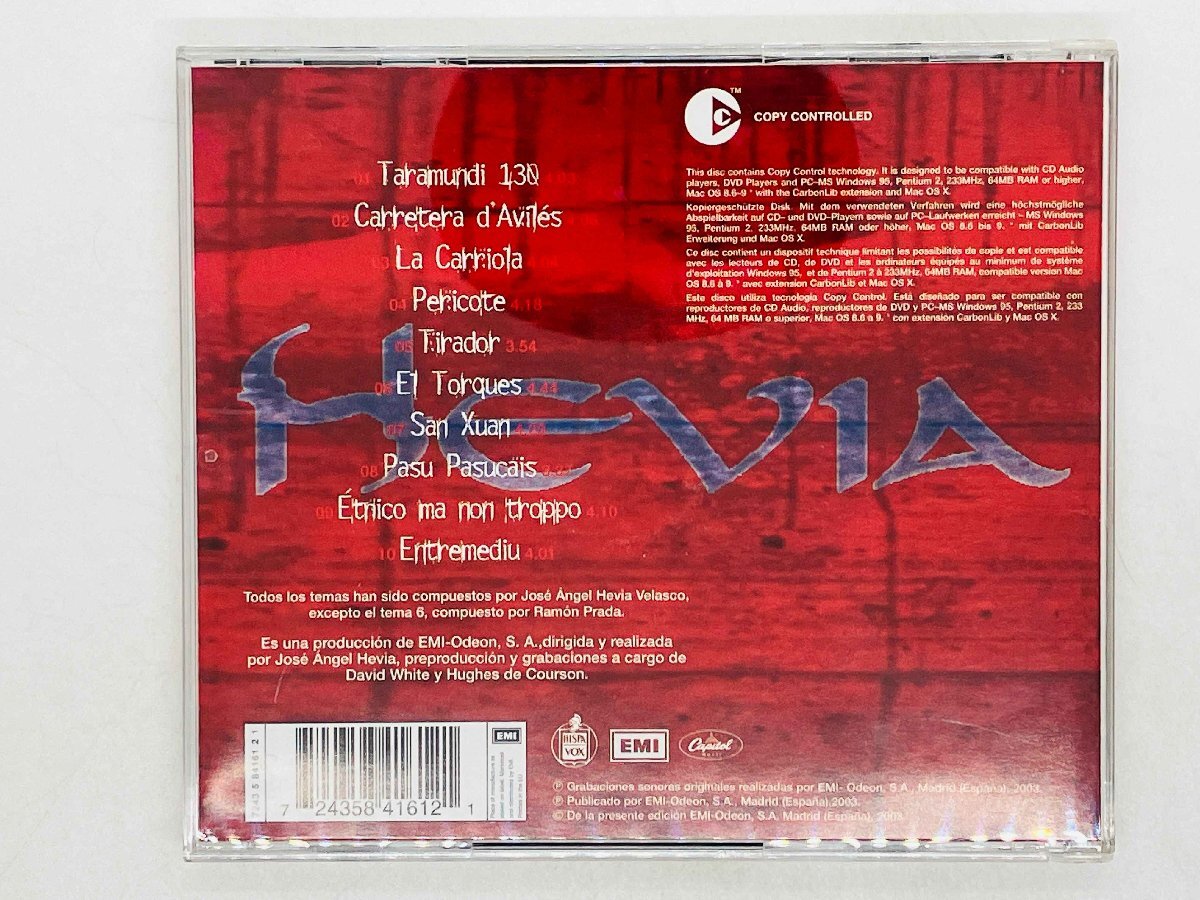 TM
COPY CONTROLLED
01 Taramundi 130
02 Carretera d'Avilés
La Carriola
04 Pericote 4.18
05 Tirador 3.54
06 El Torques 4.44
07 San Xuan
08 Pasu Pasucais
09 Étnico ma non troppo 4.10
10 Entremediu 4.01
This disc contains Copy Control technology. It is designed to be compatible with CD Audio
players, DVD Players and PC-MS Windows 95, Pentium 2, 233MHz, 64MB RAM or higher,
Mac OS 8.6-9 * with the CarbonLib extension and Mac OS X.
Kopiergeschützte Disk. Mit dem verwendeten Verfahren wird eine höchstmögliche
Abspielbarkeit auf CD- und DVD-Playern sowie auf PC-Laufwerken erreicht - MS Windows
95, Pentium 2, 233MHz, 64MB RAM oder höher, Mac OS 8.6 bis 9. * mit CarbonLib
Erweiterung und Mac OS X.
Ce disc contient un dispositif technique limitant les possibilités de copie et est compatible
avec les lecteurs de CD, de DVD et les ordinateurs équipés au minimum de système
d'exploitation Windows 95, et de Pentium 2 à 233MHz, 64MB RAM, compatible version Mac
OS 8.6 à 9. * avec extension CarbonLib et Mac OS X.
Este disco utiliza tecnologia Copy Control. Está diseñado para ser compatible con
reproductores de CD Audio, reproductores de DVD y PC-MS Windows 95, Pentium 2, 233
MHz, 64 MB RAM o superior, Mac OS 8.6 a 9. * con extension CarbonLib y Mac OS X.
HEVIA
Todos los temas han sido compuestos por José Ángel Hevia Velasco,
excepto el tema 6, compuesto por Ramón Prada.
Es una producción de EMI-Odeon, S. A.,dirigida y realizada
por José Ángel Hevia, preproducción y grabaciones a cargo de
David White y Hughes de Courson.
7243 5 84161 2 1
7 24358 41612 1
EMI
HISPA
VOX
EMI
Capitol
MUSIC
℗ Grabaciones sonoras originales realizadas por EMI- Odeon, S.A., Madrid (España), 2003.
℗ Publicado por EMI-Odeon, S.A., Madrid (España),2003.
© De la presente edición EMI-Odeon, S.A. Madrid (España), 2003.